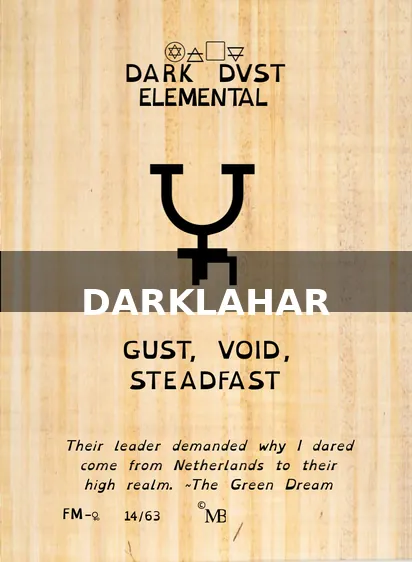 DARK DVST
ELEMENTAL
DARKLAHAR
GUST, VOID,
STEADFAST
Their leader demanded why I dared
come from Netherlands to their
high realm. ~The Green Dream
FM-♀ 14/63 © MB